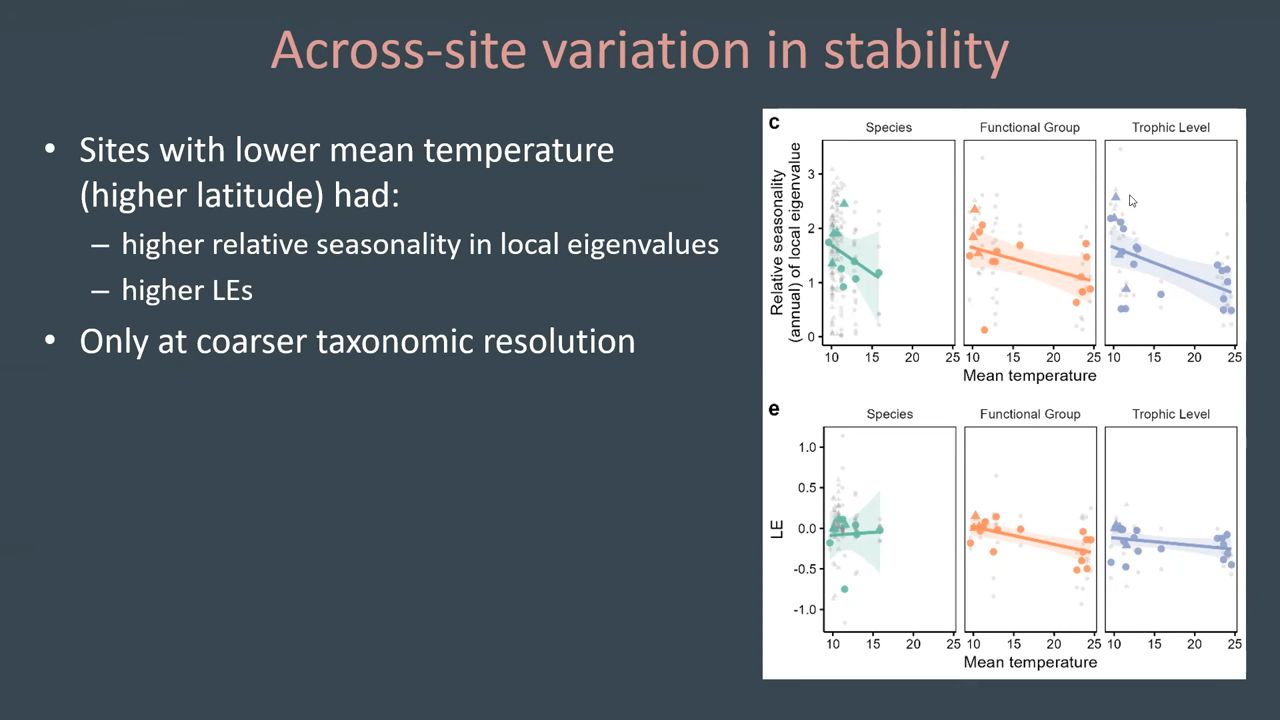 Across-site variation in stability
• Sites with lower mean temperature
(higher latitude) had:
– higher relative seasonality in local eigenvalues
– higher LEs
• Only at coarser taxonomic resolution
c
Species
Functional Group
Trophic Level
Relative seasonality
(annual) of local eigenvalue
3
2
1
0
10 15 20 25
10 15 20 25
10 15 20 25
Mean temperature
e
Species
Functional Group
Trophic Level
LE
1.0
0.5
0.0
-0.5
-1.0
10 15 20 25
10 15 20 25
10 15 20 25
Mean temperature